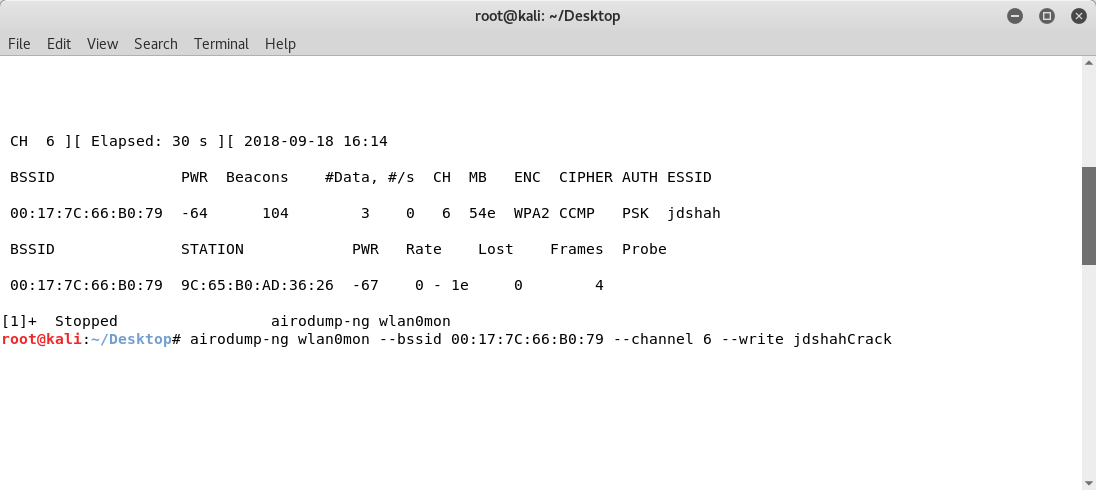 root@kali: ~/Desktop
File Edit View Search Terminal Help
CH 6 ][ Elapsed: 30 s ][ 2018-09-18 16:14
BSSID PWR Beacons #Data, #/s CH MB ENC CIPHER AUTH ESSID
00:17:7C:66:B0:79 -64 104 3 0 6 54e WPA2 CCMP PSK jdshah
BSSID STATION PWR Rate Lost Frames Probe
00:17:7C:66:B0:79 9C:65:B0:AD:36:26 -67 0 - 1e 0 4
[1]+ Stopped airodump-ng wlan0mon
root@kali:~/Desktop# airodump-ng wlan0mon --bssid 00:17:7C:66:B0:79 --channel 6 --write jdshahCrack